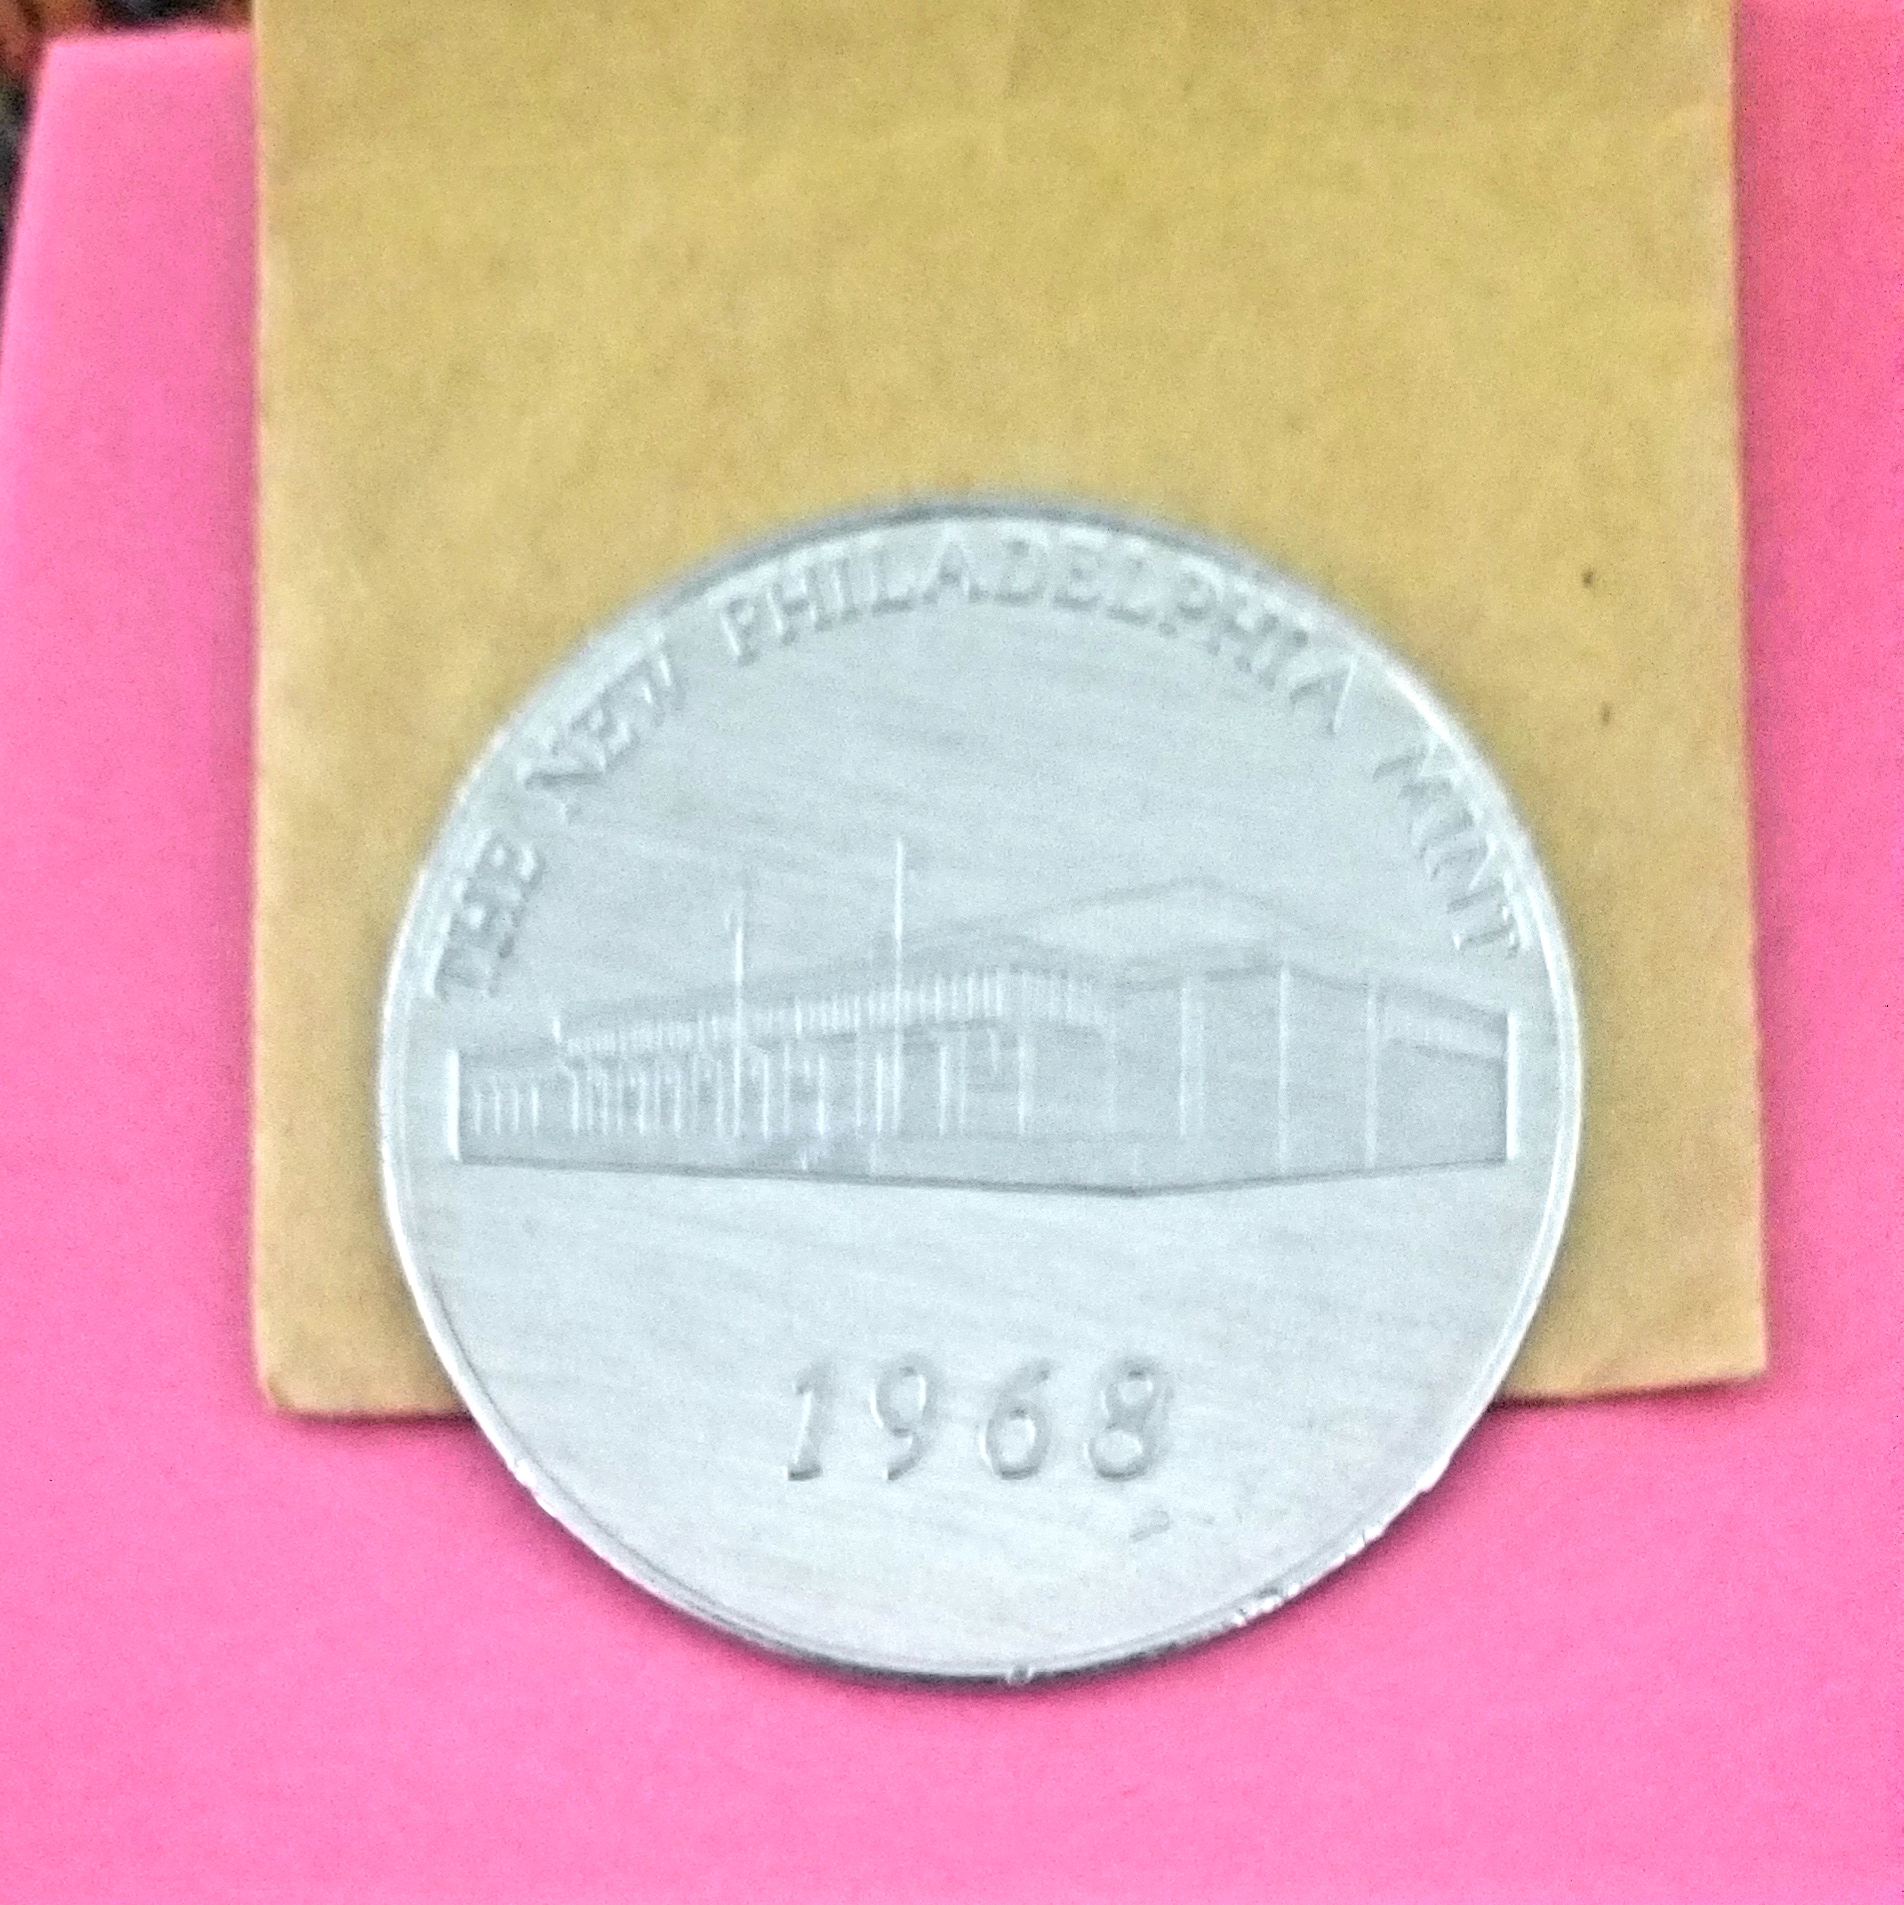 THE NEW PHILADELPHIA MINT
1968